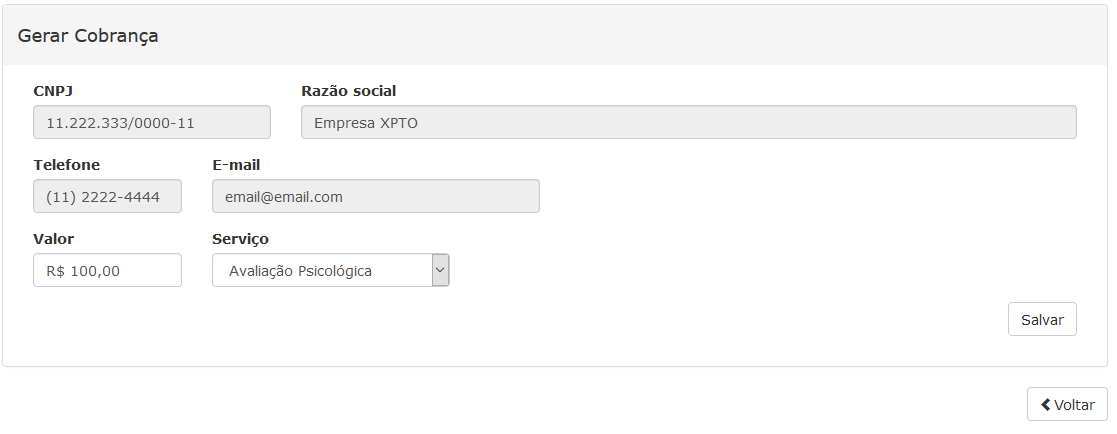 Gerar Cobrança
CNPJ Razão social
11.222.333/0000-11 Empresa XPTO
Telefone E-mail
(11) 2222-4444 email@email.com
Valor Serviço
R$ 100,00 Avaliação Psicológica
Salvar
Voltar